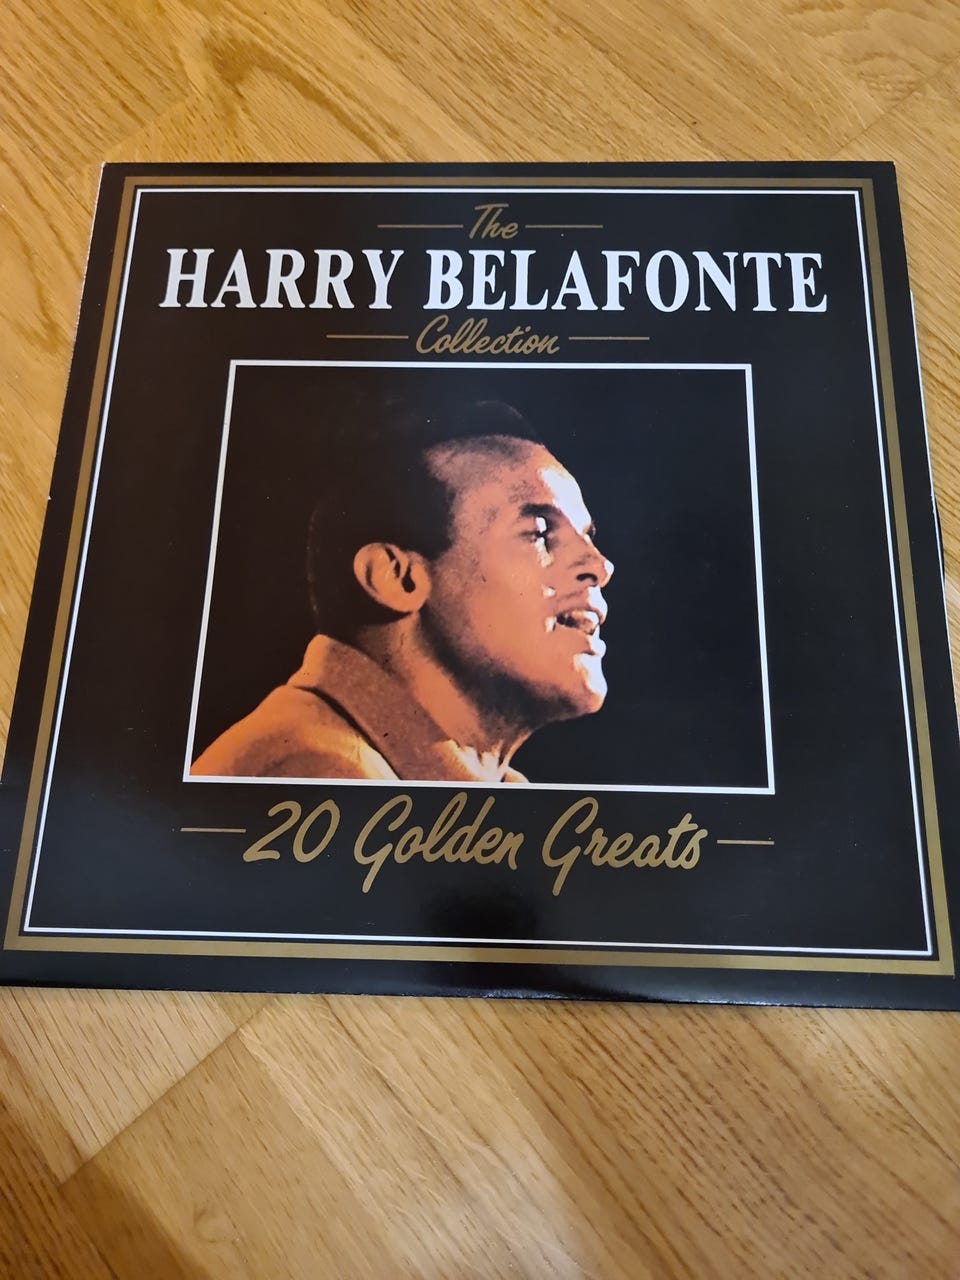 The
HARRY BELAFONTE
Collection
20 Golden Greats